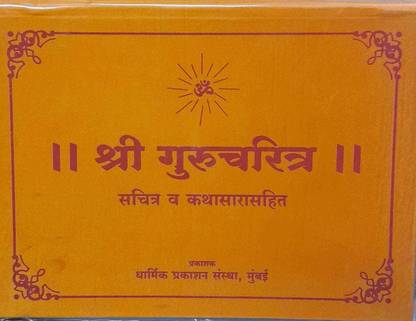 ॐ
॥ श्री गुरुचरित्र ॥
सचित्र व कथासारासहित
प्रकाशक
धार्मिक प्रकाशन संस्था, मुंबई